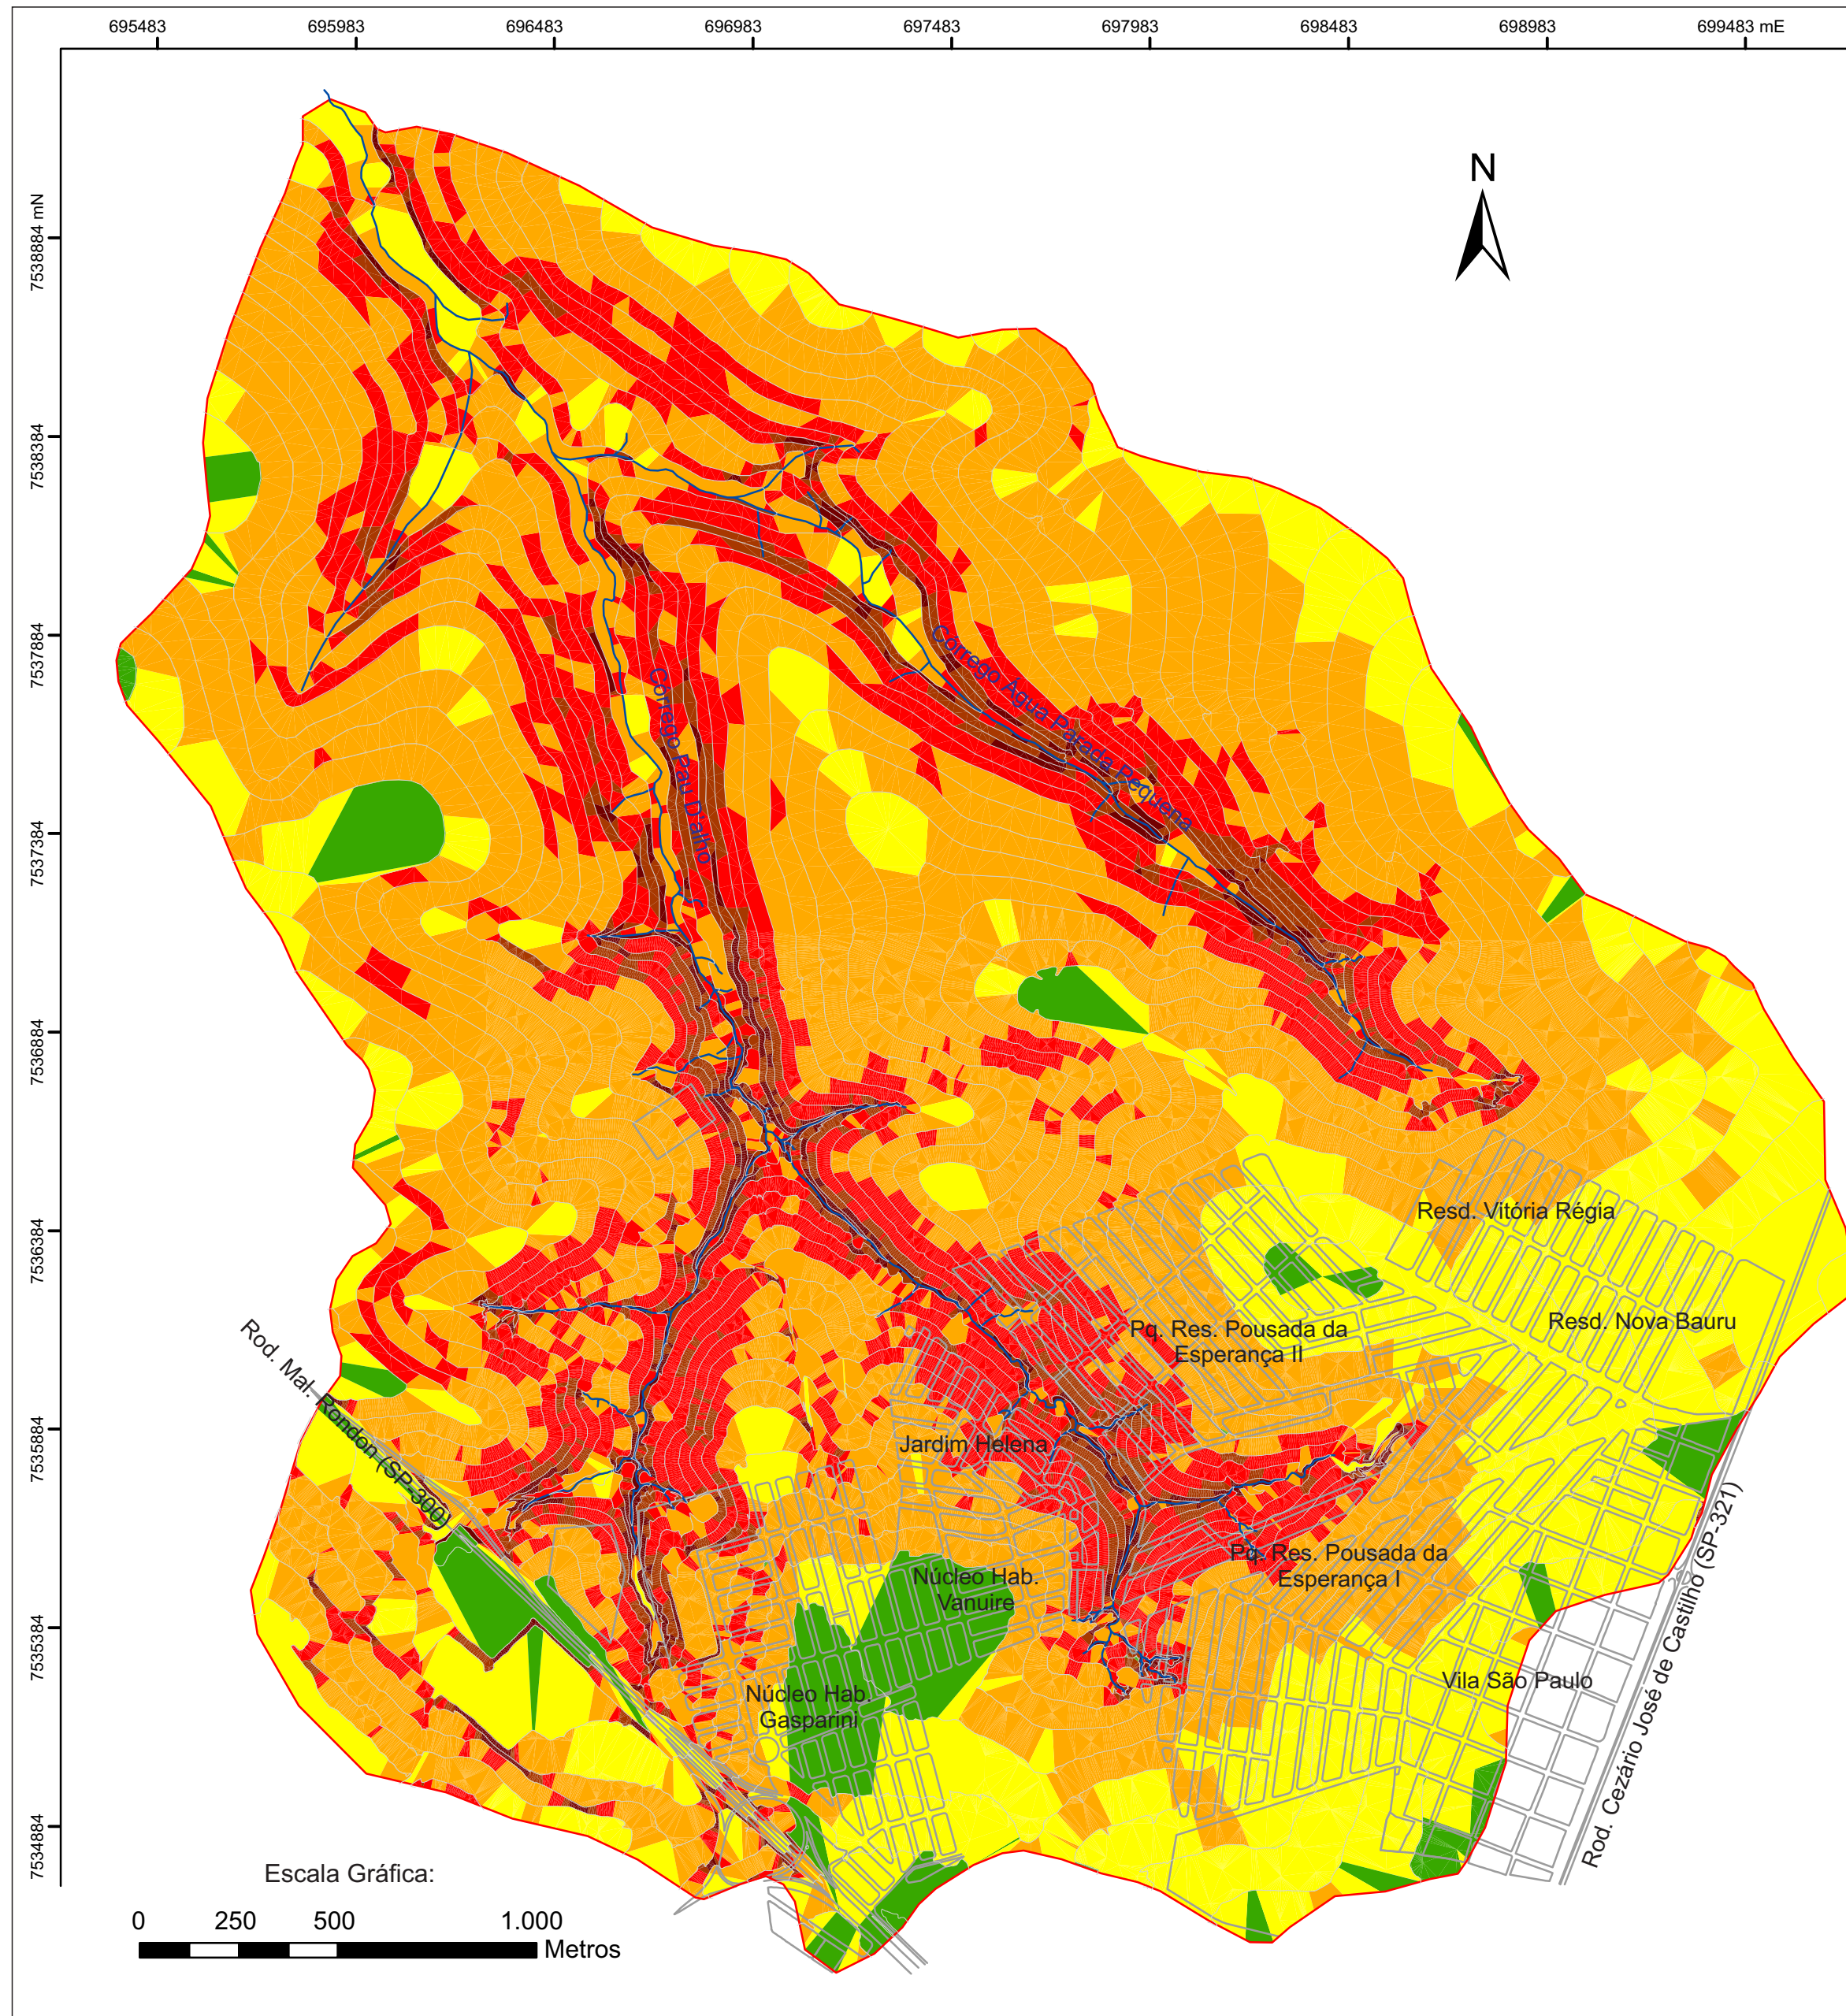 695483 695983 696483 696983 697483 697983 698483 698983 699483 mE
N
7538884 mN
7538384
7537884
7537384
7536884
7536384
7535884
7535384
7534884
Córrego Água Parada Pequena
Córrego Pau D'alho
Resd. Vitória Régia
Resd. Nova Bauru
Pq. Res. Pousada da
Esperança II
Rod. Mal. Rondon (SP-300)
Jardim Helena
Pq. Res. Pousada da
Esperança I
Núcleo Hab.
Vanuire
Vila São Paulo
Núcleo Hab.
Gasparini
Rod. Cezário José de Castilho (SP-321)
Escala Gráfica:
0 250 500 1.000
Metros